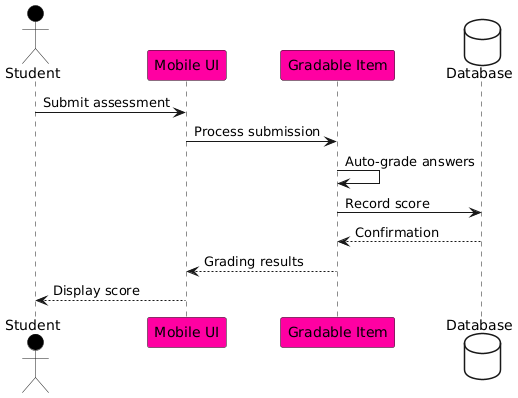 Student
Mobile UI
Gradable Item
Database
Submit assessment
Process submission
Auto-grade answers
Record score
Confirmation
Grading results
Display score
Student
Mobile UI
Gradable Item
Database